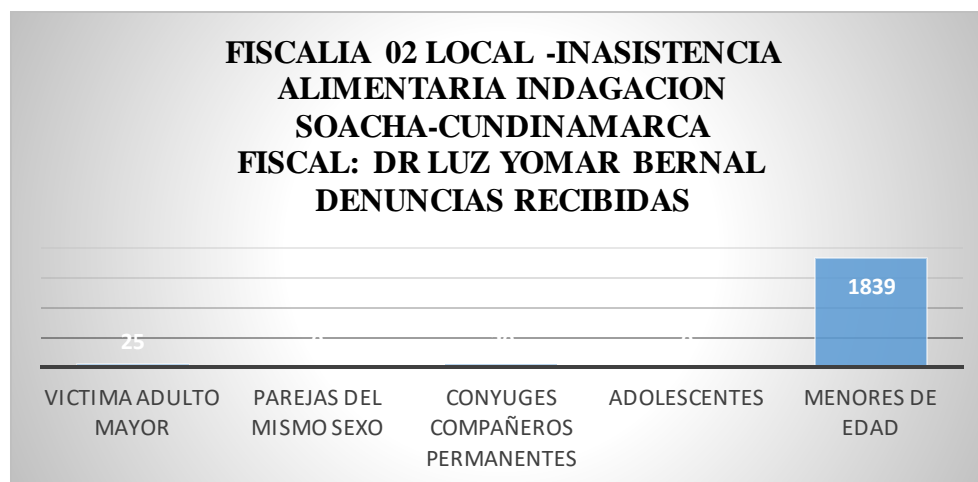 FISCALIA 02 LOCAL -INASISTENCIA
ALIMENTARIA INDAGACION
SOACHA-CUNDINAMARCA
FISCAL: DR LUZ YOMAR BERNAL
DENUNCIAS RECIBIDAS
1839
25
VICTIMA ADULTO
MAYOR
PAREJAS DEL
MISMO SEXO
CONYUGES
COMPAÑEROS
PERMANENTES
ADOLESCENTES
MENORES DE
EDAD